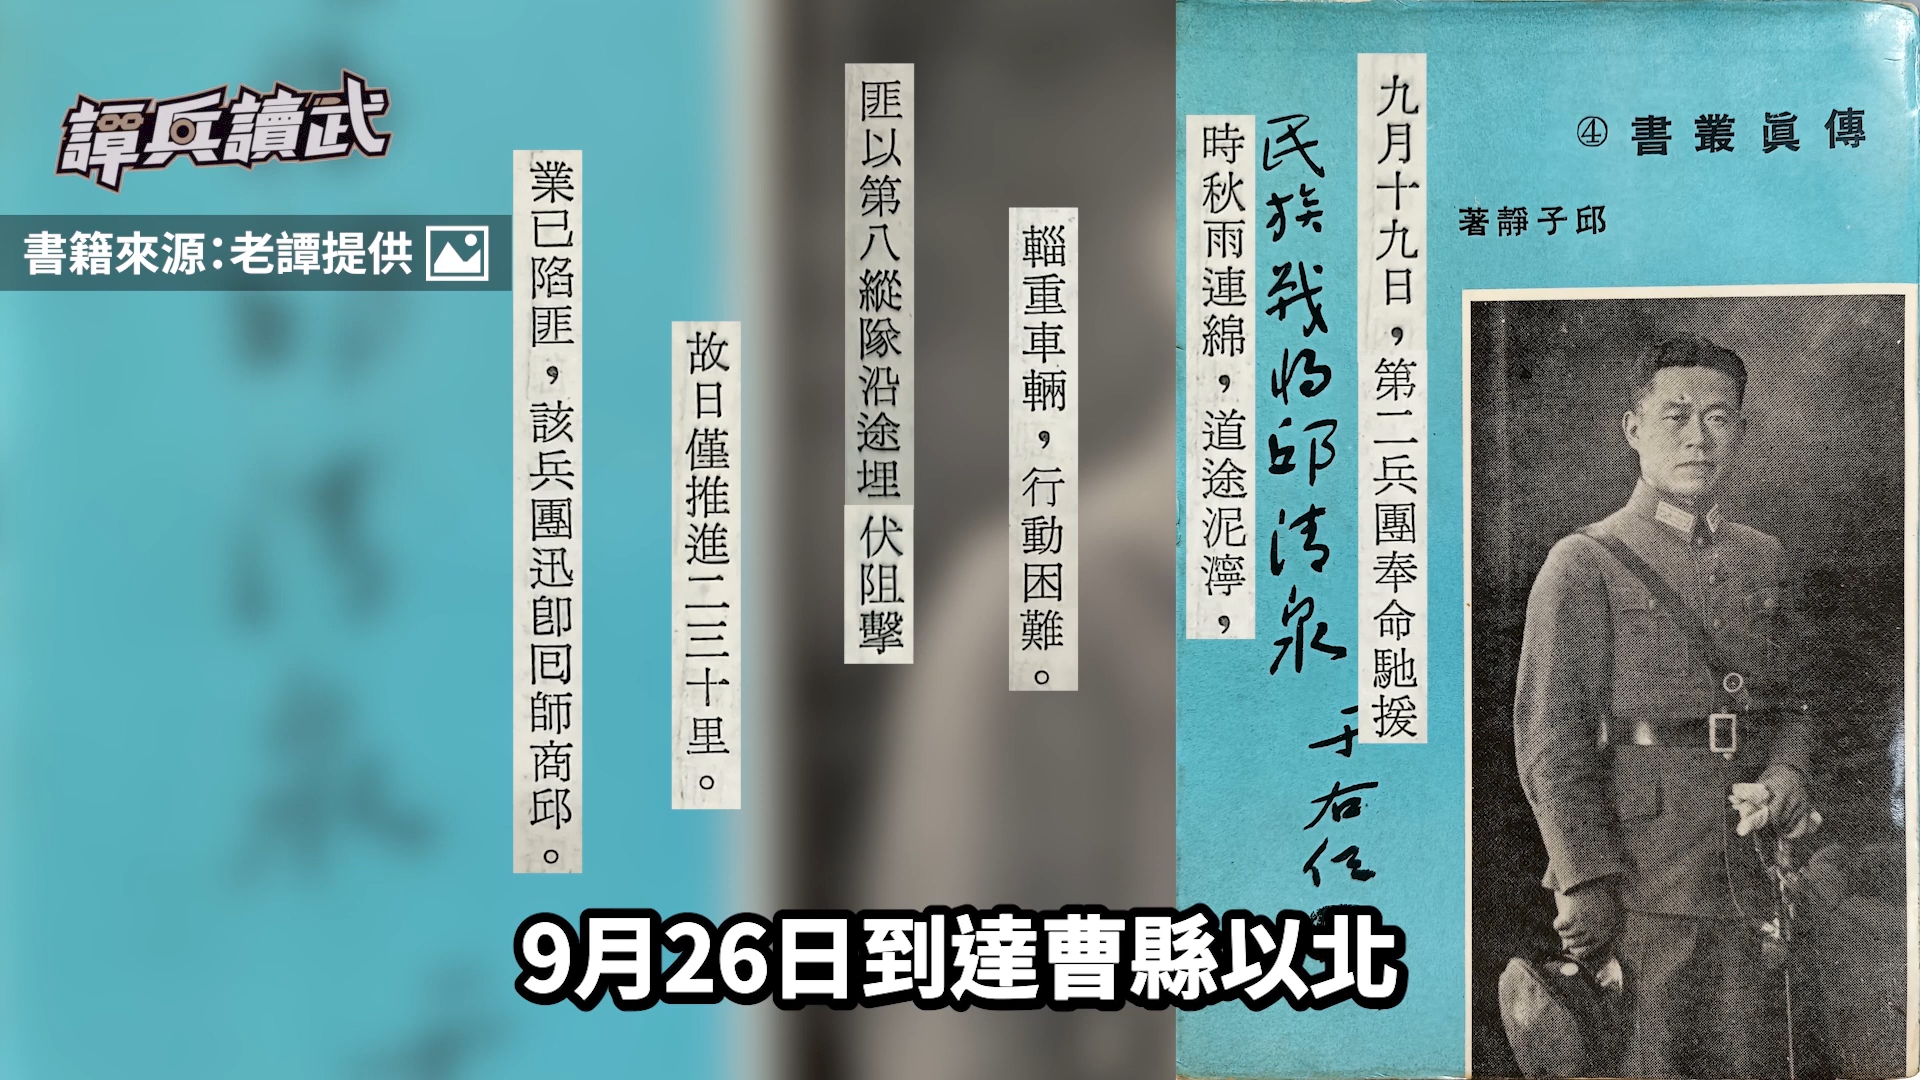 譚兵讀武
書籍來源：老譚提供
傳眞叢書④
邱子靜著
民族戰將邱清泉
于右任
九月十九日，第二兵團奉命馳援
時秋雨連綿，道途泥濘，
輜重車輛，行動困難。
匪以第八縱隊沿途埋伏阻擊
故日僅推進二三十里。
業已陷匪，該兵團迅卽囘師商邱。
9月26日到達曹縣以北